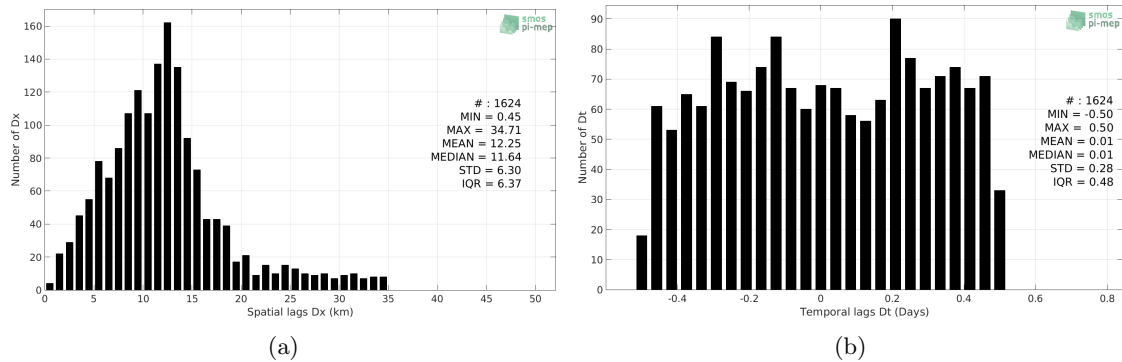 160
140
120
100
80
60
40
20
0
Number of Dx
smos
pi-mep
# : 1624
MIN = 0.45
MAX = 34.71
MEAN = 12.25
MEDIAN = 11.64
STD = 6.30
IQR = 6.37
0 5 10 15 20 25 30 35 40 45 50
Spatial lags Dx (km)
(a)
90
80
70
60
50
40
30
20
10
0
Number of Dt
smos
pi-mep
# : 1624
MIN = -0.50
MAX = 0.50
MEAN = 0.01
MEDIAN = 0.01
STD = 0.28
IQR = 0.48
-0.4 -0.2 0 0.2 0.4 0.6 0.8
Temporal lags Dt (Days)
(b)